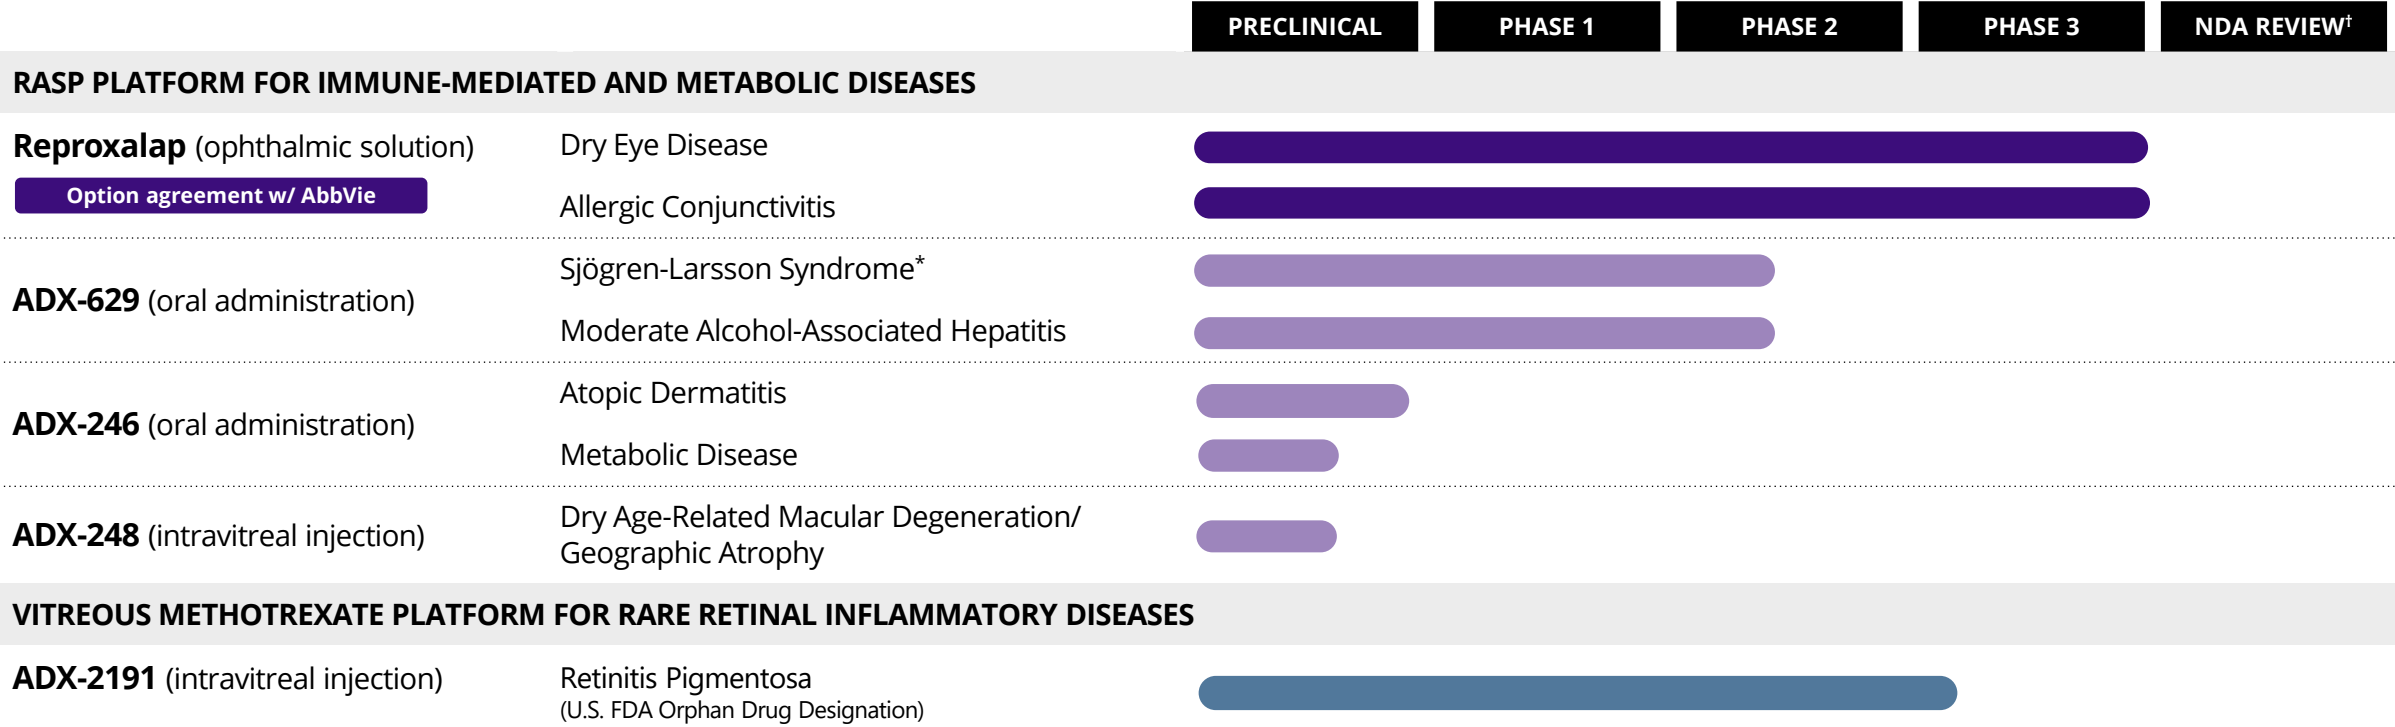 PRECLINICAL PHASE 1 PHASE 2 PHASE 3 NDA REVIEW†
RASP PLATFORM FOR IMMUNE-MEDIATED AND METABOLIC DISEASES
Reproxalap (ophthalmic solution) Dry Eye Disease
Option agreement w/ AbbVie
Allergic Conjunctivitis
Sjögren-Larsson Syndrome*
ADX-629 (oral administration)
Moderate Alcohol-Associated Hepatitis
Atopic Dermatitis
ADX-246 (oral administration)
Metabolic Disease
Dry Age-Related Macular Degeneration/
ADX-248 (intravitreal injection)
Geographic Atrophy
VITREOUS METHOTREXATE PLATFORM FOR RARE RETINAL INFLAMMATORY DISEASES
ADX-2191 (intravitreal injection) Retinitis Pigmentosa
(U.S. FDA Orphan Drug Designation)